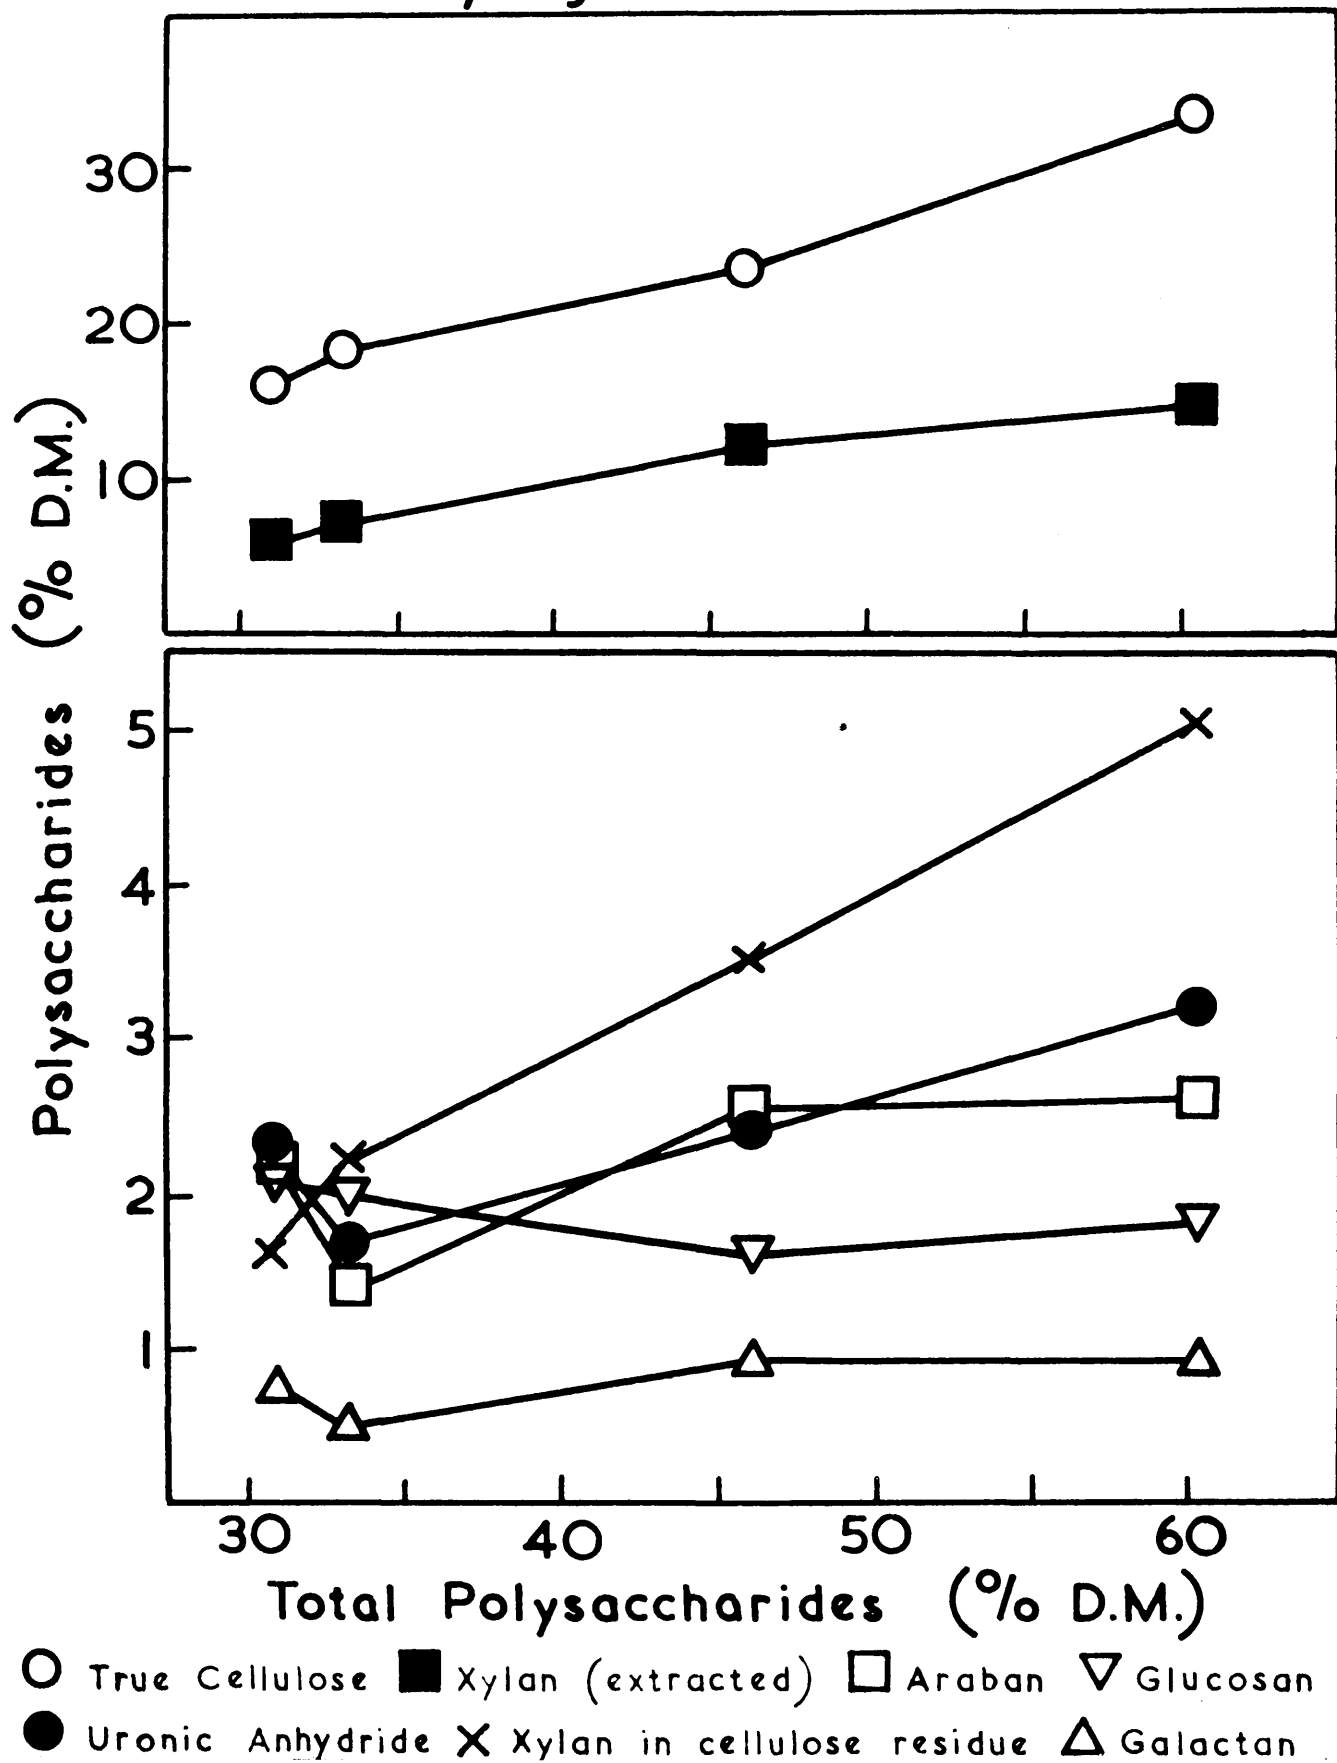 30
20
10
Polysaccharides (% D.M.)
5
4
3
2
1
30 40 50 60
Total Polysaccharides (% D.M.)
True Cellulose Xylan (extracted) Araban Glucosan
Uronic Anhydride Xylan in cellulose residue Galactan